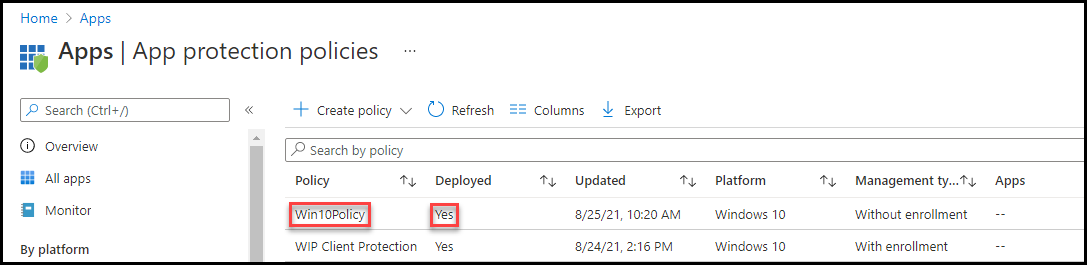 Home > Apps
Apps | App protection policies ...
Search (Ctrl+/) «
+ Create policy Refresh Columns Export
Overview
Search by policy
All apps
Policy ↑↓ Deployed ↑↓ Updated ↑↓ Platform ↑↓ Management ty...↑↓ Apps
Monitor
Win10Policy Yes 8/25/21, 10:20 AM Windows 10 Without enrollment --
By platform
WIP Client Protection Yes 8/24/21, 2:16 PM Windows 10 With enrollment --